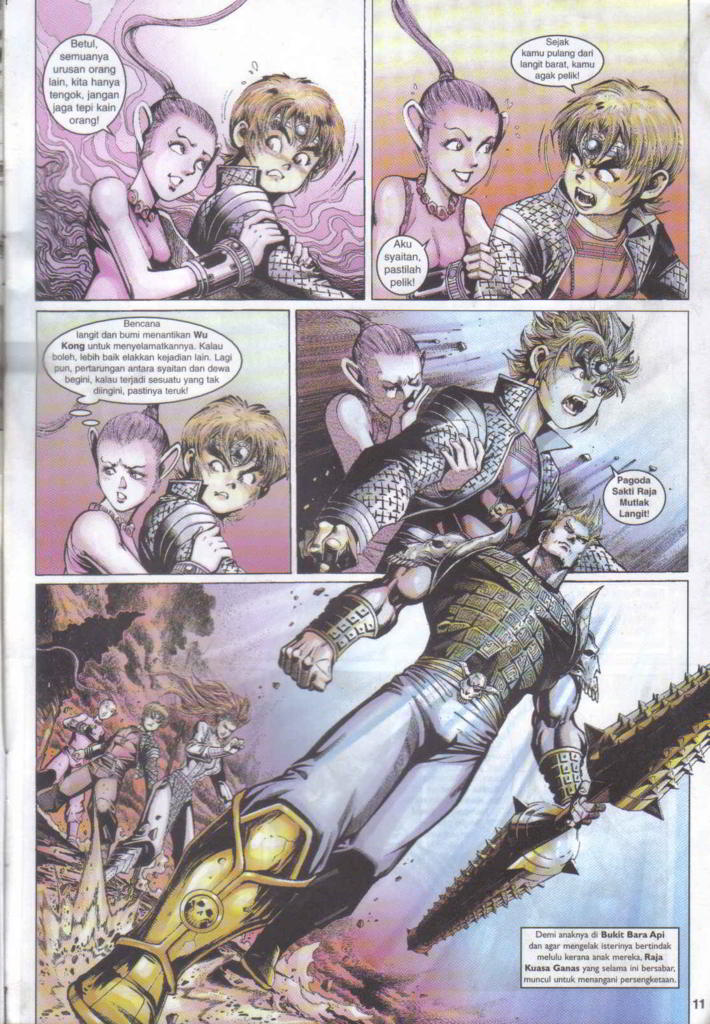 Betul,
semuanya
urusan orang
lain, kita hanya
tengok, jangan
jaga tepi kain
orang!
Sejak
kamu pulang dari
langit barat, kamu
agak pelik!
Aku
syaitan,
pastilah
pelik!
Bencana
langit dan bumi menantikan Wu
Kong untuk menyelamatkannya. Kalau
boleh, lebih baik elakkan kejadian lain. Lagi
pun, pertarungan antara syaitan dan dewa
begini, kalau terjadi sesuatu yang tak
diingini, pastinya teruk!
Pagoda
Sakti Raja
Mutlak
Langit!
Demi anaknya di Bukit Bara Api
dan agar mengelak isterinya bertindak
melulu kerana anak mereka, Raja
Kuasa Ganas yang selama ini bersabar,
muncul untuk menangani persengketaan.
11